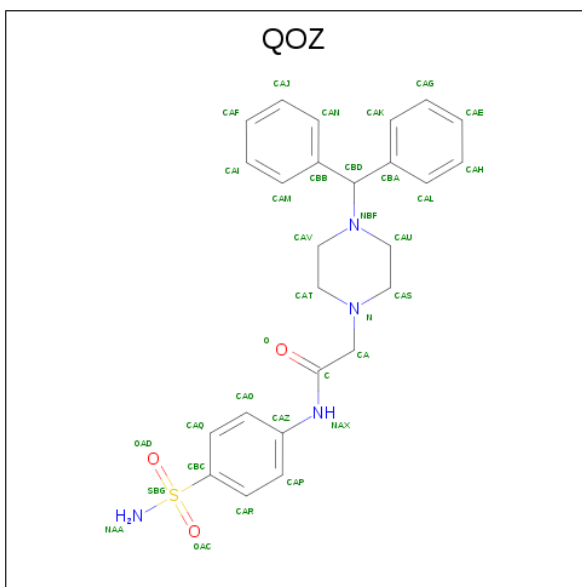 QOZ
CAJ CAG
CAF CAN CAK CAE
CAI CBB CBD CBA CAH
CAM CAL
N NBF
CAV CAU
CAT CAS
N N
O O CA
C
CAO CAZ NH NAX
CAQ
OAD O CBC CAP
SBG S CAR
H₂N NAA O OAC